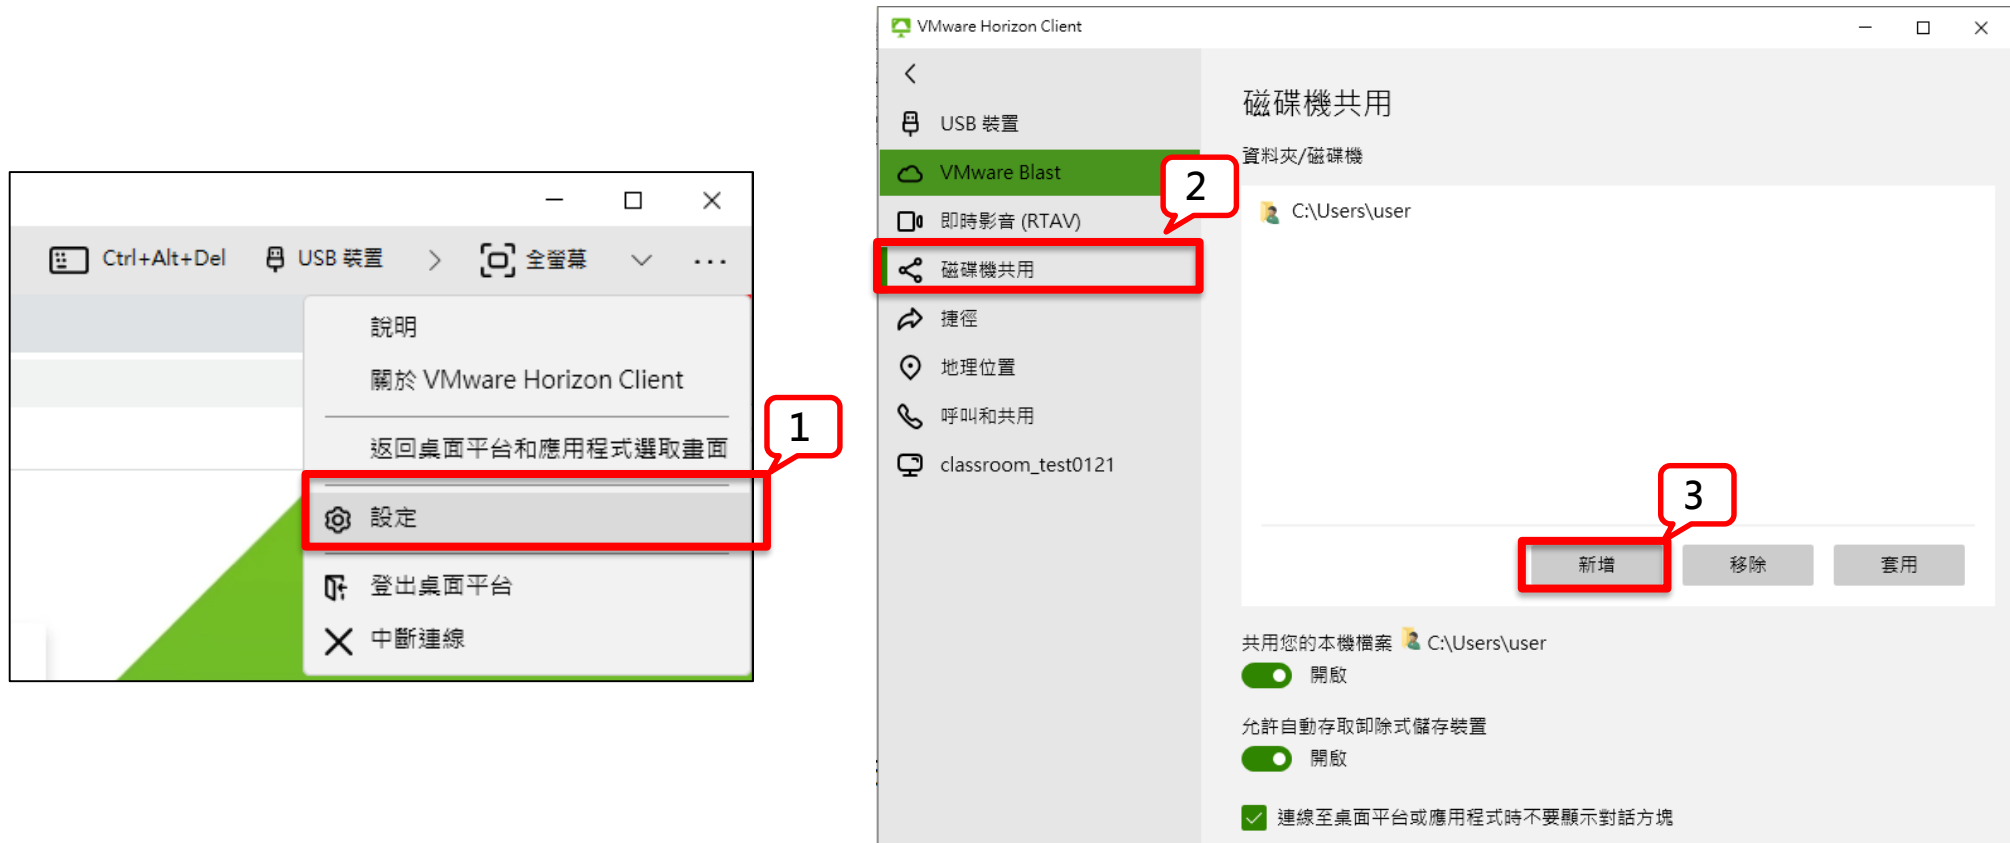 Ctrl+Alt+Del USB 裝置 全螢幕
說明
關於 VMware Horizon Client
返回桌面平台和應用程式選取畫面
1
設定
登出桌面平台
中斷連線
VMware Horizon Client
USB 裝置
VMware Blast
2
即時影音 (RTAV)
磁碟機共用
捷徑
地理位置
呼叫和共用
classroom_test0121
磁碟機共用
資料夾/磁碟機
C:\Users\user
3
新增 移除 套用
共用您的本機檔案 C:\Users\user
開啟
允許自動存取卸除式儲存裝置
開啟
連線至桌面平台或應用程式時不要顯示對話方塊